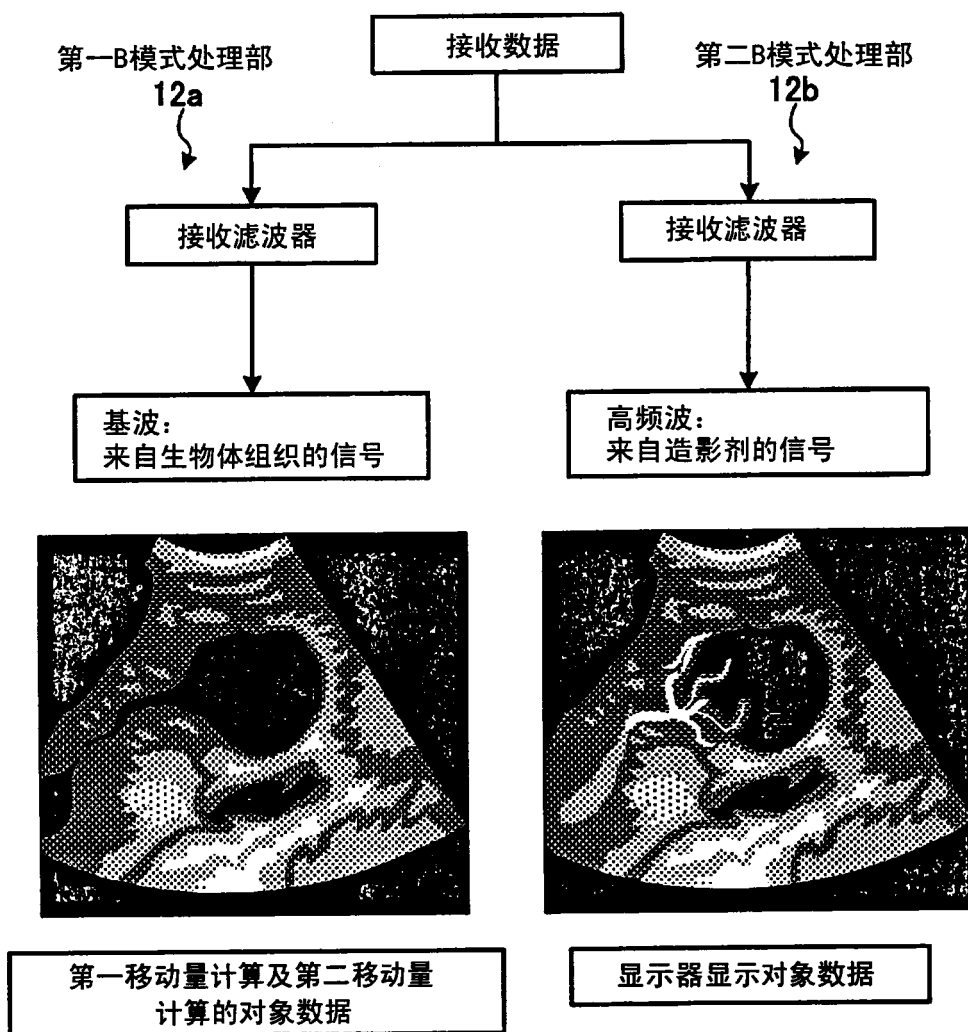 接收数据
第一B模式处理部
12a
第二B模式处理部
12b
接收滤波器
接收滤波器
基波：
来自生物体组织的信号
高频波：
来自造影剂的信号
第一移动量计算及第二移动量
计算的对象数据
显示器显示对象数据